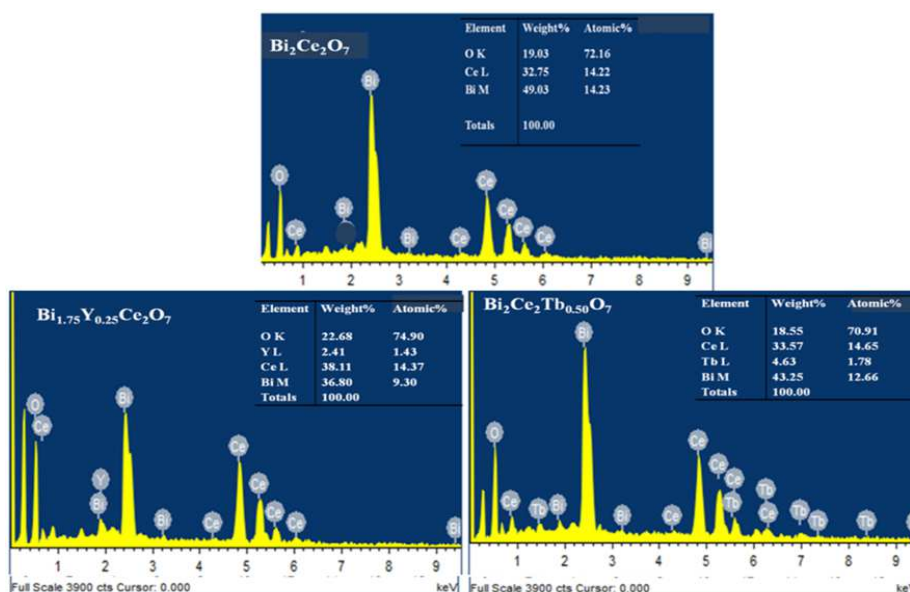 Bi₂Ce₂O₇
Element Weight% Atomic%
O K 19.03 72.16
Ce L 32.75 14.22
Bi M 49.03 14.23
Totals 100.00
Bi
O
Ce
Bi
Bi
Ce
Ce
Ce
Ce
Ce
Bi
1 2 3 4 5 6 7 8 9
Bi₁.₇₅Y₀.₂₅Ce₂O₇
Element Weight% Atomic%
O K 22.68 74.90
Y L 2.41 1.43
Ce L 38.11 14.37
Bi M 36.80 9.30
Totals 100.00
O
Ce
Y
Bi
Bi
Bi
Ce
Ce
Ce
Ce
Ce
Bi
1 2 3 4 5 6 7 8 9
Full Scale 3900 cts Cursor: 0.000 keV
Bi₂Ce₂Tb₀.₅₀O₇
Element Weight% Atomic%
O K 18.55 70.91
Ce L 33.57 14.65
Tb L 4.63 1.78
Bi M 43.25 12.66
Totals 100.00
O
Ce
Tb
Bi
Bi
Bi
Ce
Ce
Ce
Ce
Tb
Tb
Ce
Tb
Tb
Tb
1 2 3 4 5 6 7 8 9
Full Scale 3900 cts Cursor: 0.000 keV